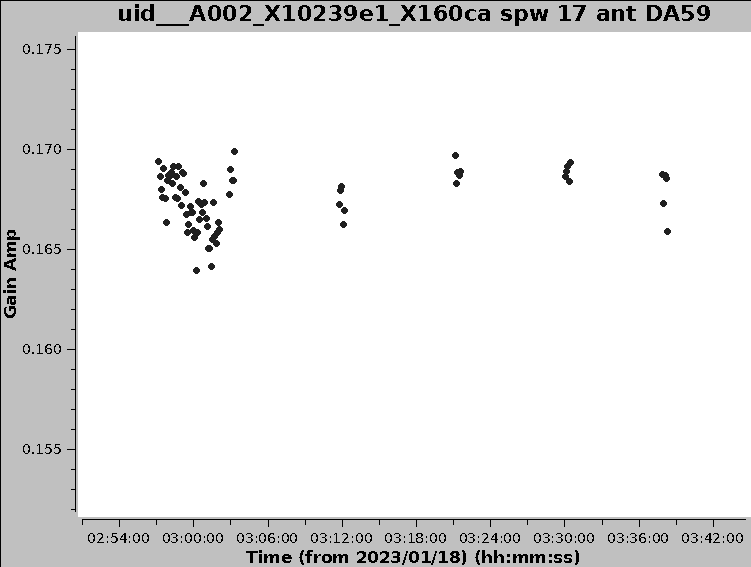 uid___A002_X10239e1_X160ca spw 17 ant DA59
0.175
0.170
0.165
0.160
0.155
Gain Amp
02:54:00 03:00:00 03:06:00 03:12:00 03:18:00 03:24:00 03:30:00 03:36:00 03:42:00
Time (from 2023/01/18) (hh:mm:ss)